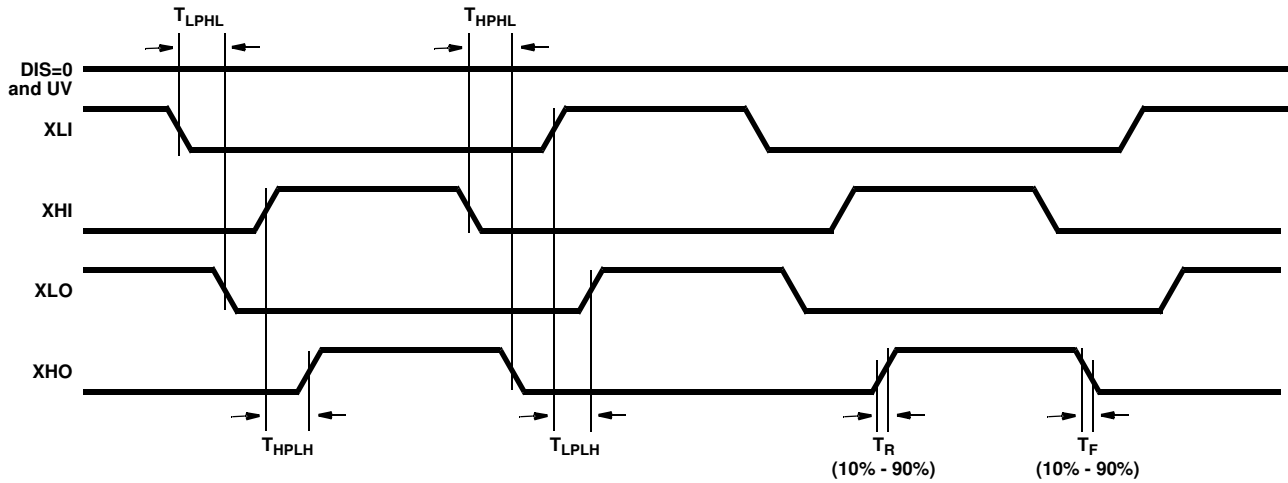 TLPHL
THPHL
DIS=0
and UV
XLI
XHI
XLO
XHO
THPLH
TLPLH
TR
(10% - 90%)
TF
(10% - 90%)